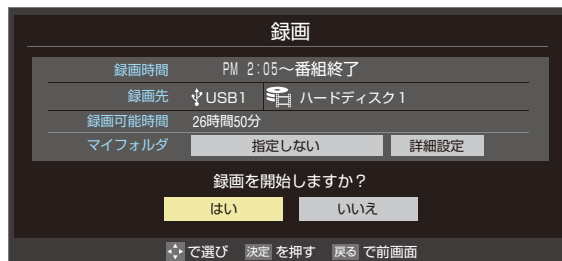 録画
録画時間 PM 2:05〜番組終了
録画先 USB1 ハードディスク1
録画可能時間 26時間50分
マイフォルダ 指定しない 詳細設定
録画を開始しますか？
はい いいえ
で選び 決定 を押す 戻る で前画面